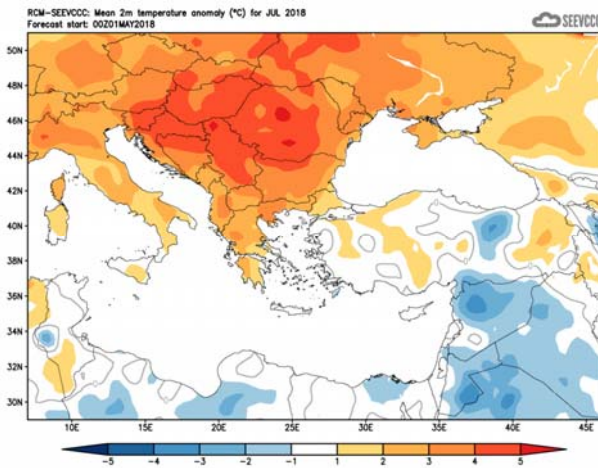 RCM-SEEVCCC: Mean 2m temperature anomaly (°C) for JUL 2018
Forecast start: 00Z01MAY2018
SEEVCCC
50N
48N
46N
44N
42N
40N
38N
36N
34N
32N
30N
10E 15E 20E 25E 30E 35E 40E 45E
-5 -4 -3 -2 -1 1 2 3 4 5